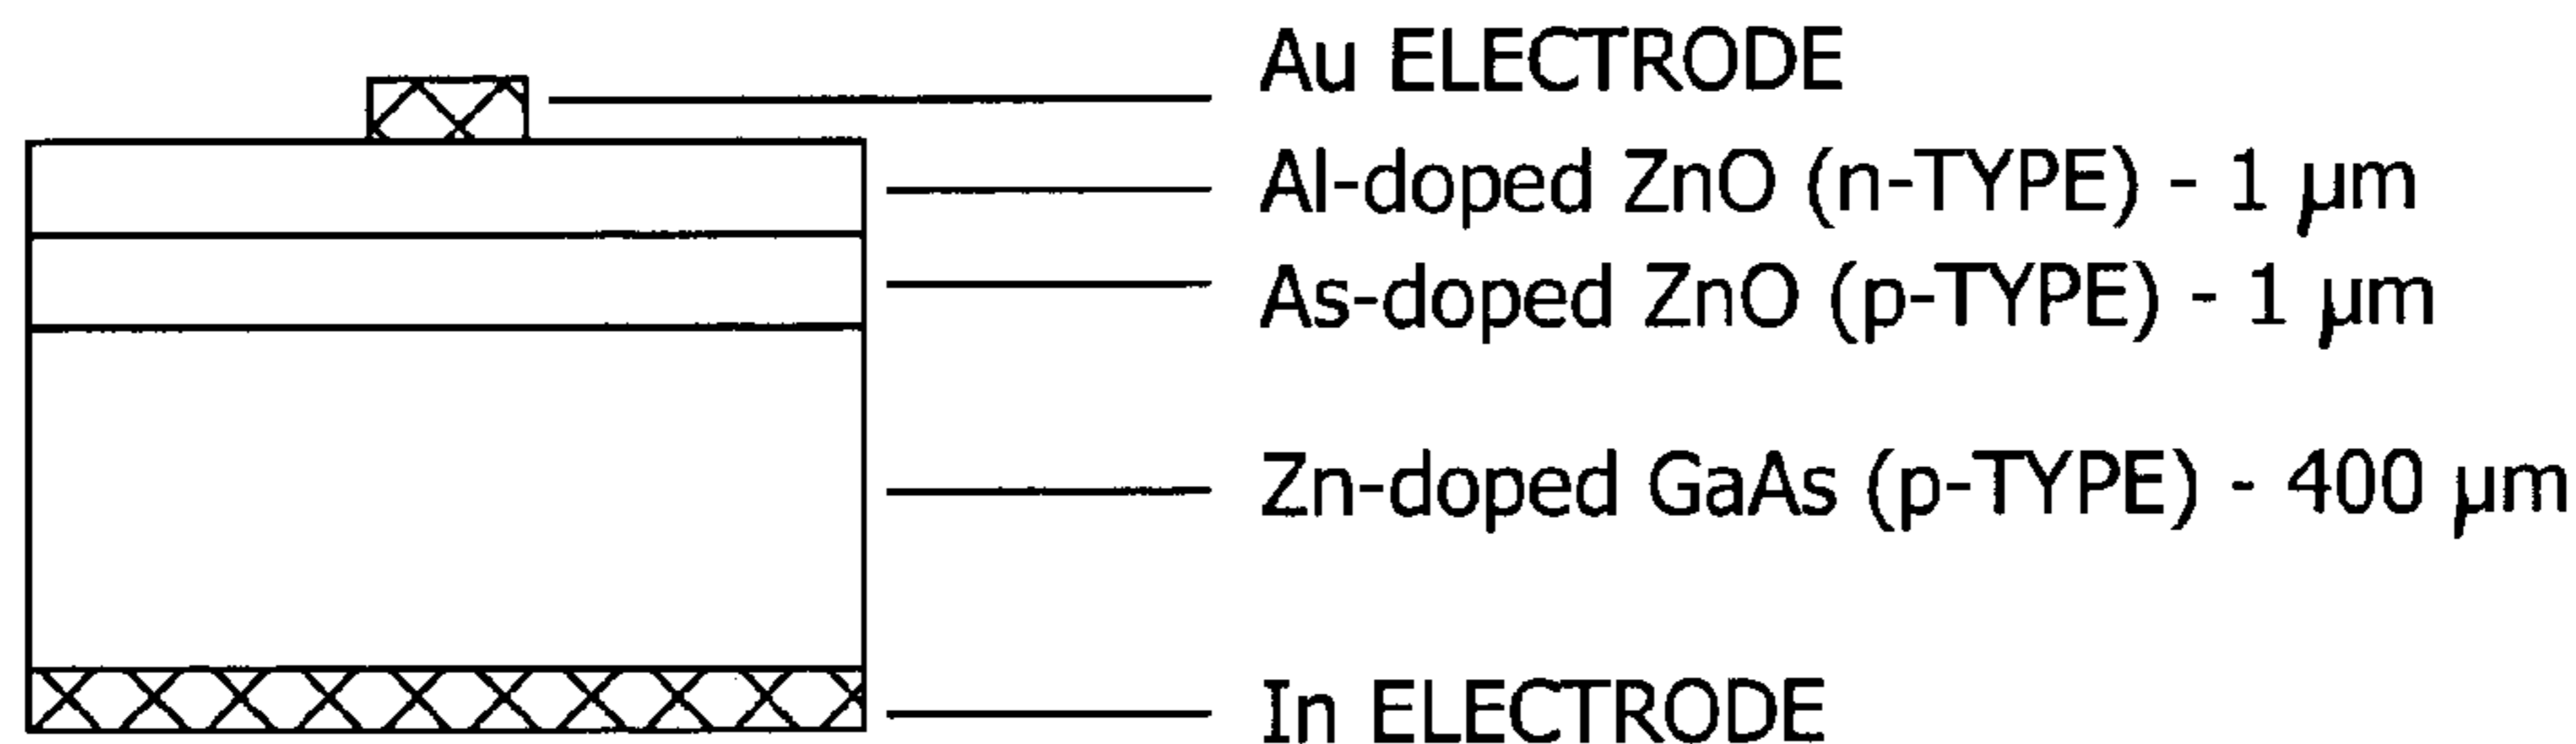 Au ELECTRODE
Al-doped ZnO (n-TYPE) - 1 µm
As-doped ZnO (p-TYPE) - 1 µm
Zn-doped GaAs (p-TYPE) - 400 µm
In ELECTRODE